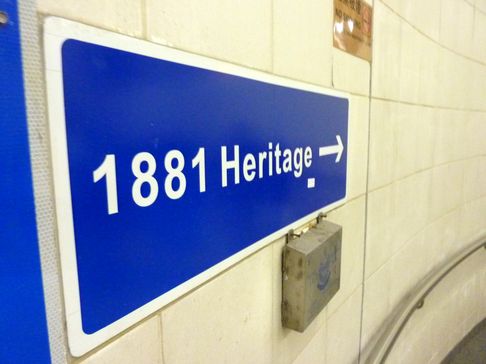 1881 Heritage →